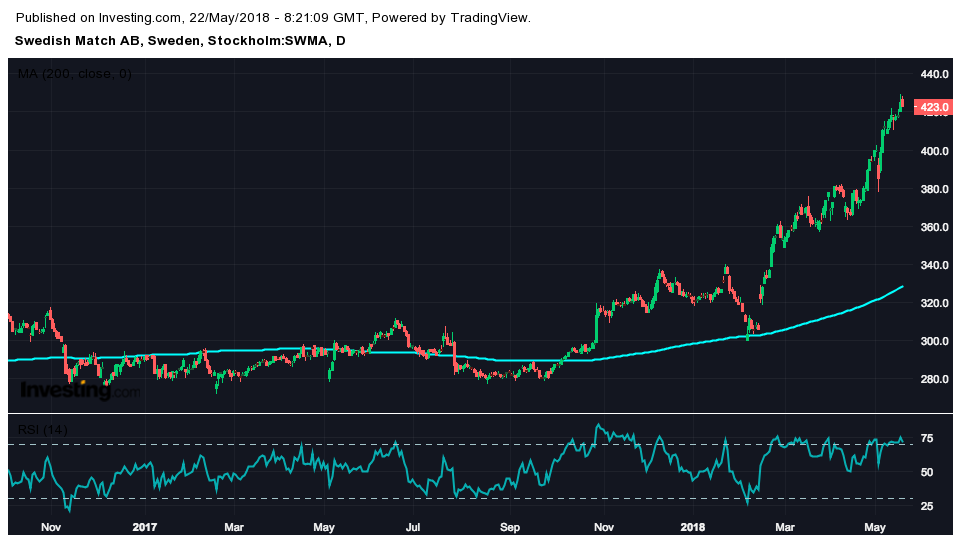 Published on Investing.com, 22/May/2018 - 8:21:09 GMT, Powered by TradingView.
Swedish Match AB, Sweden, Stockholm:SWMA, D
MA (200, close, 0)
440.0
423.0
420.0
400.0
380.0
360.0
340.0
320.0
300.0
280.0
Investing.com
RSI (14)
75
50
25
Nov 2017 Mar May Jul Sep Nov 2018 Mar May